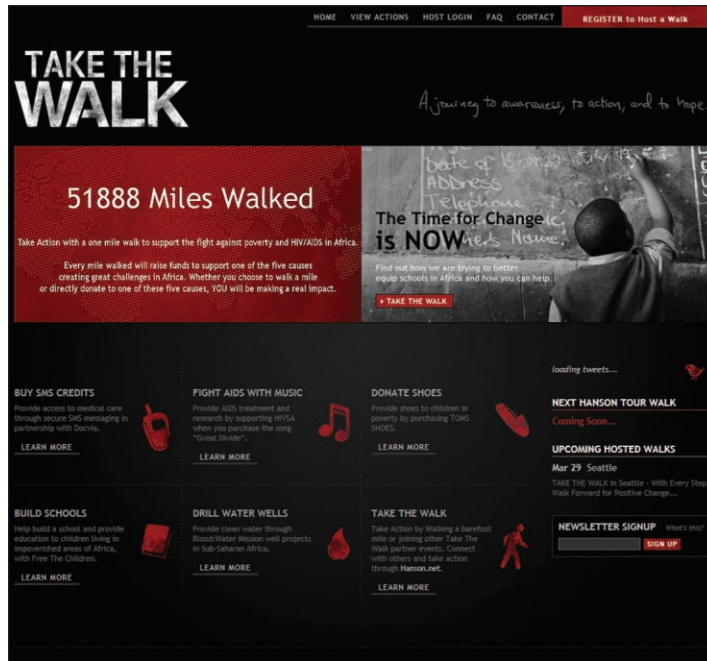 HOME VIEW ACTIONS HOST LOGIN FAQ CONTACT REGISTER to Host a Walk
TAKE THE
WALK
A journey to awareness, to action, and to hope.
51888 Miles Walked
Take Action with a one mile walk to support the fight against poverty and HIV/AIDS in Africa.
Every mile walked will raise funds to support one of the five causes
creating great challenges in Africa. Whether you choose to walk a mile
or directly donate to one of these five causes, YOU will be making a real impact.
Date of
ADDRESS
Telephone
The Time for Change
is NOW
Name
Find out how we are trying to better
equip schools in Africa and how you can help.
TAKE THE WALK
BUY SMS CREDITS
Provide access to medical care
through secure SMS messaging in
partnership with Docvia.
LEARN MORE
FIGHT AIDS WITH MUSIC
Provide AIDS treatment and
research by supporting HIVSA
when you purchase the song
"Great Divide".
LEARN MORE
DONATE SHOES
Provide shoes to children in
poverty by purchasing TOMS
SHOES.
LEARN MORE
loading tweets...
NEXT HANSON TOUR WALK
Coming Soon...
UPCOMING HOSTED WALKS
Mar 29 Seattle
TAKE THE WALK in Seattle - With Every Step
Walk Forward for Positive Change...
BUILD SCHOOLS
Help build a school and provide
education to children living in
impoverished areas of Africa,
with Free The Children.
LEARN MORE
DRILL WATER WELLS
Provide clean water through
Blood:Water Mission well projects
in Sub-Saharan Africa.
LEARN MORE
TAKE THE WALK
Take Action by Walking a barefoot
mile or joining other Take The
Walk partner events. Connect
with others and take action
through Hanson.net.
LEARN MORE
NEWSLETTER SIGNUP What's this?
SIGN UP